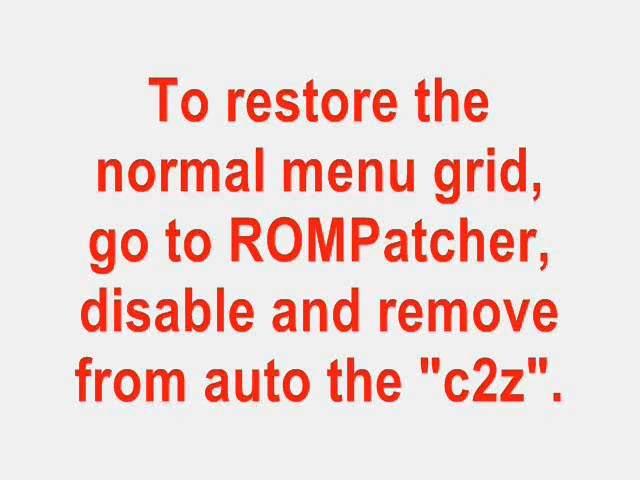 To restore the
normal menu grid,
go to ROMPatcher,
disable and remove
from auto the "c2z".